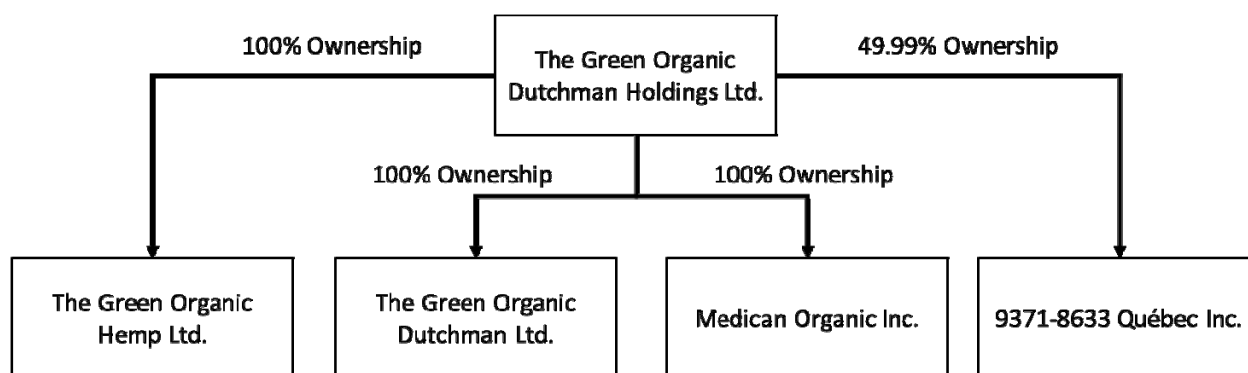 100% Ownership
The Green Organic
Dutchman Holdings Ltd.
49.99% Ownership
100% Ownership
100% Ownership
The Green Organic
Hemp Ltd.
The Green Organic
Dutchman Ltd.
Medican Organic Inc.
9371-8633 Québec Inc.